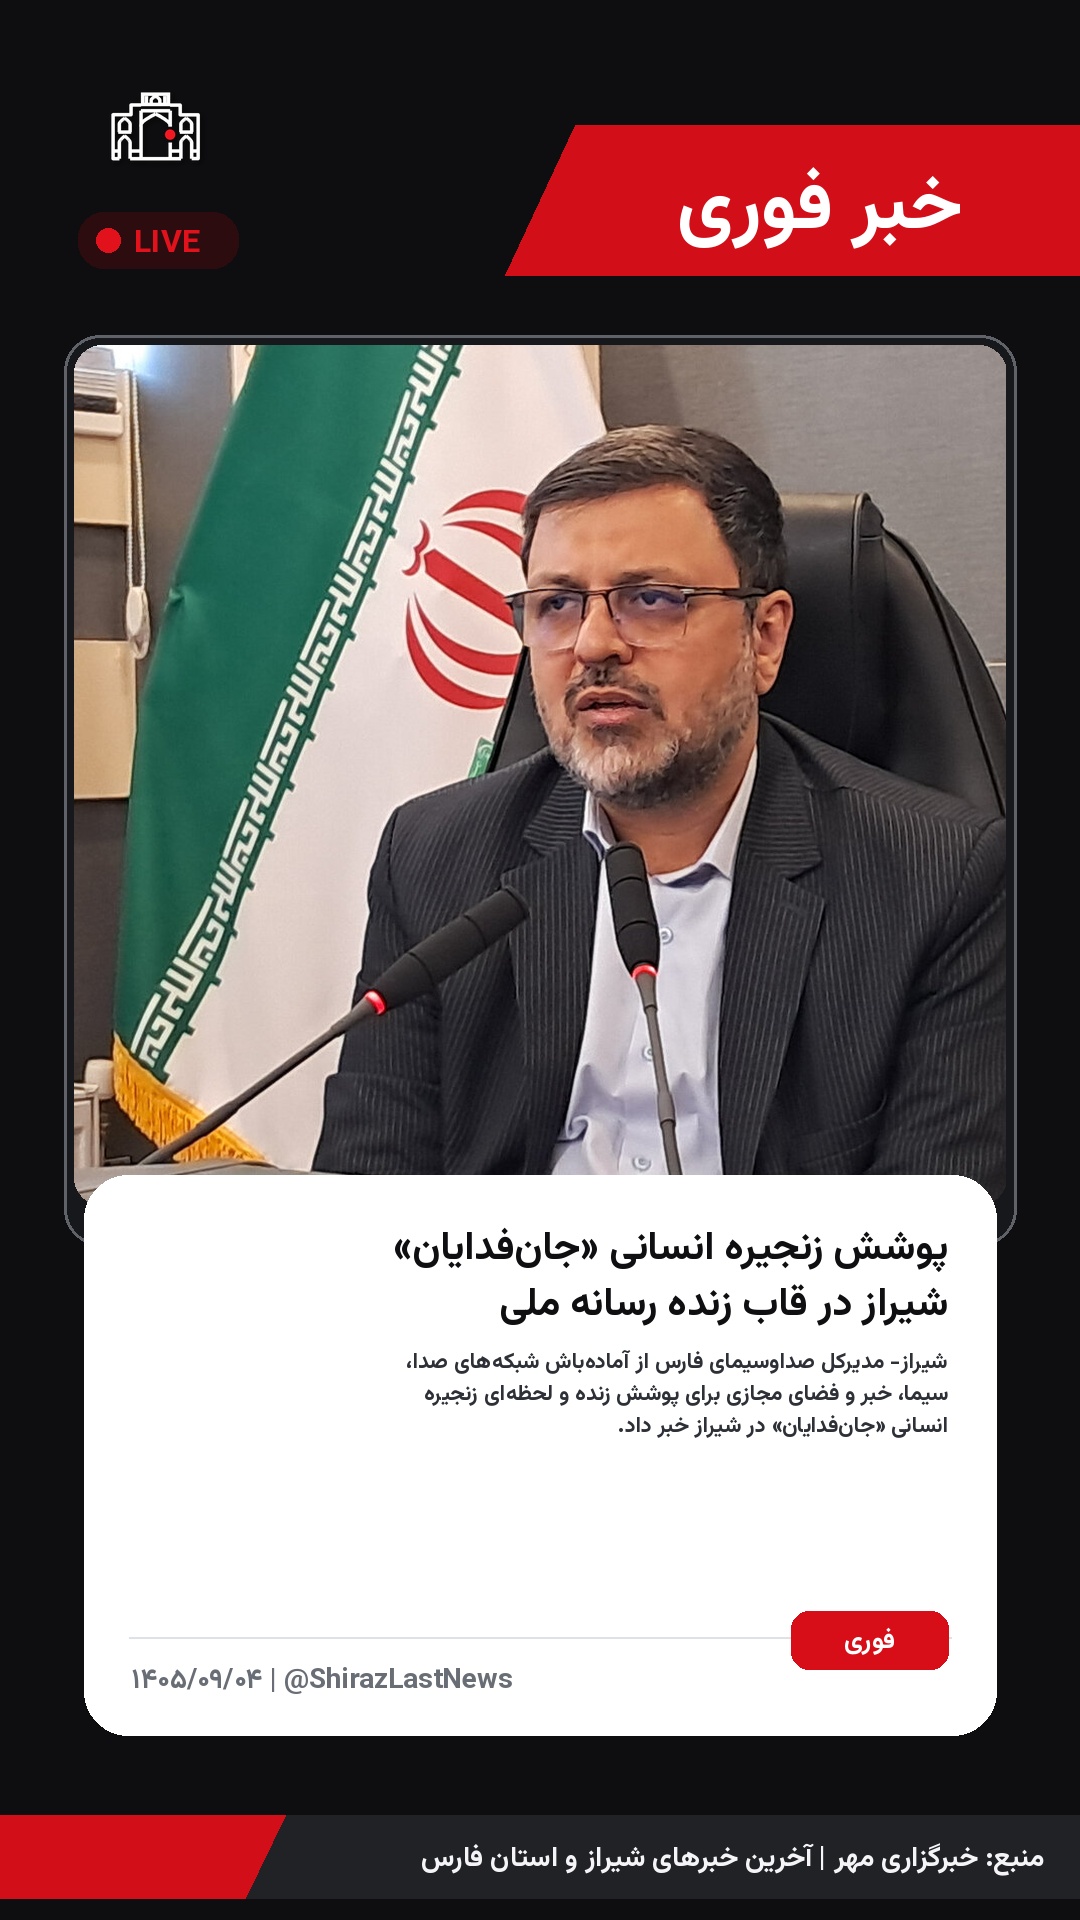 خبر فوری
LIVE
پوشش زنجیره انسانی «جان‌فدایان»
شیراز در قاب زنده رسانه ملی
شیراز- مدیرکل صداوسیمای فارس از آماده‌باش شبکه‌های صدا،
سیما، خبر و فضای مجازی برای پوشش زنده و لحظه‌ای زنجیره
انسانی «جان‌فدایان» در شیراز خبر داد.
فوری
۱۴۰۵/۰۹/۰۴ | @ShirazLastNews
منبع: خبرگزاری مهر | آخرین خبرهای شیراز و استان فارس